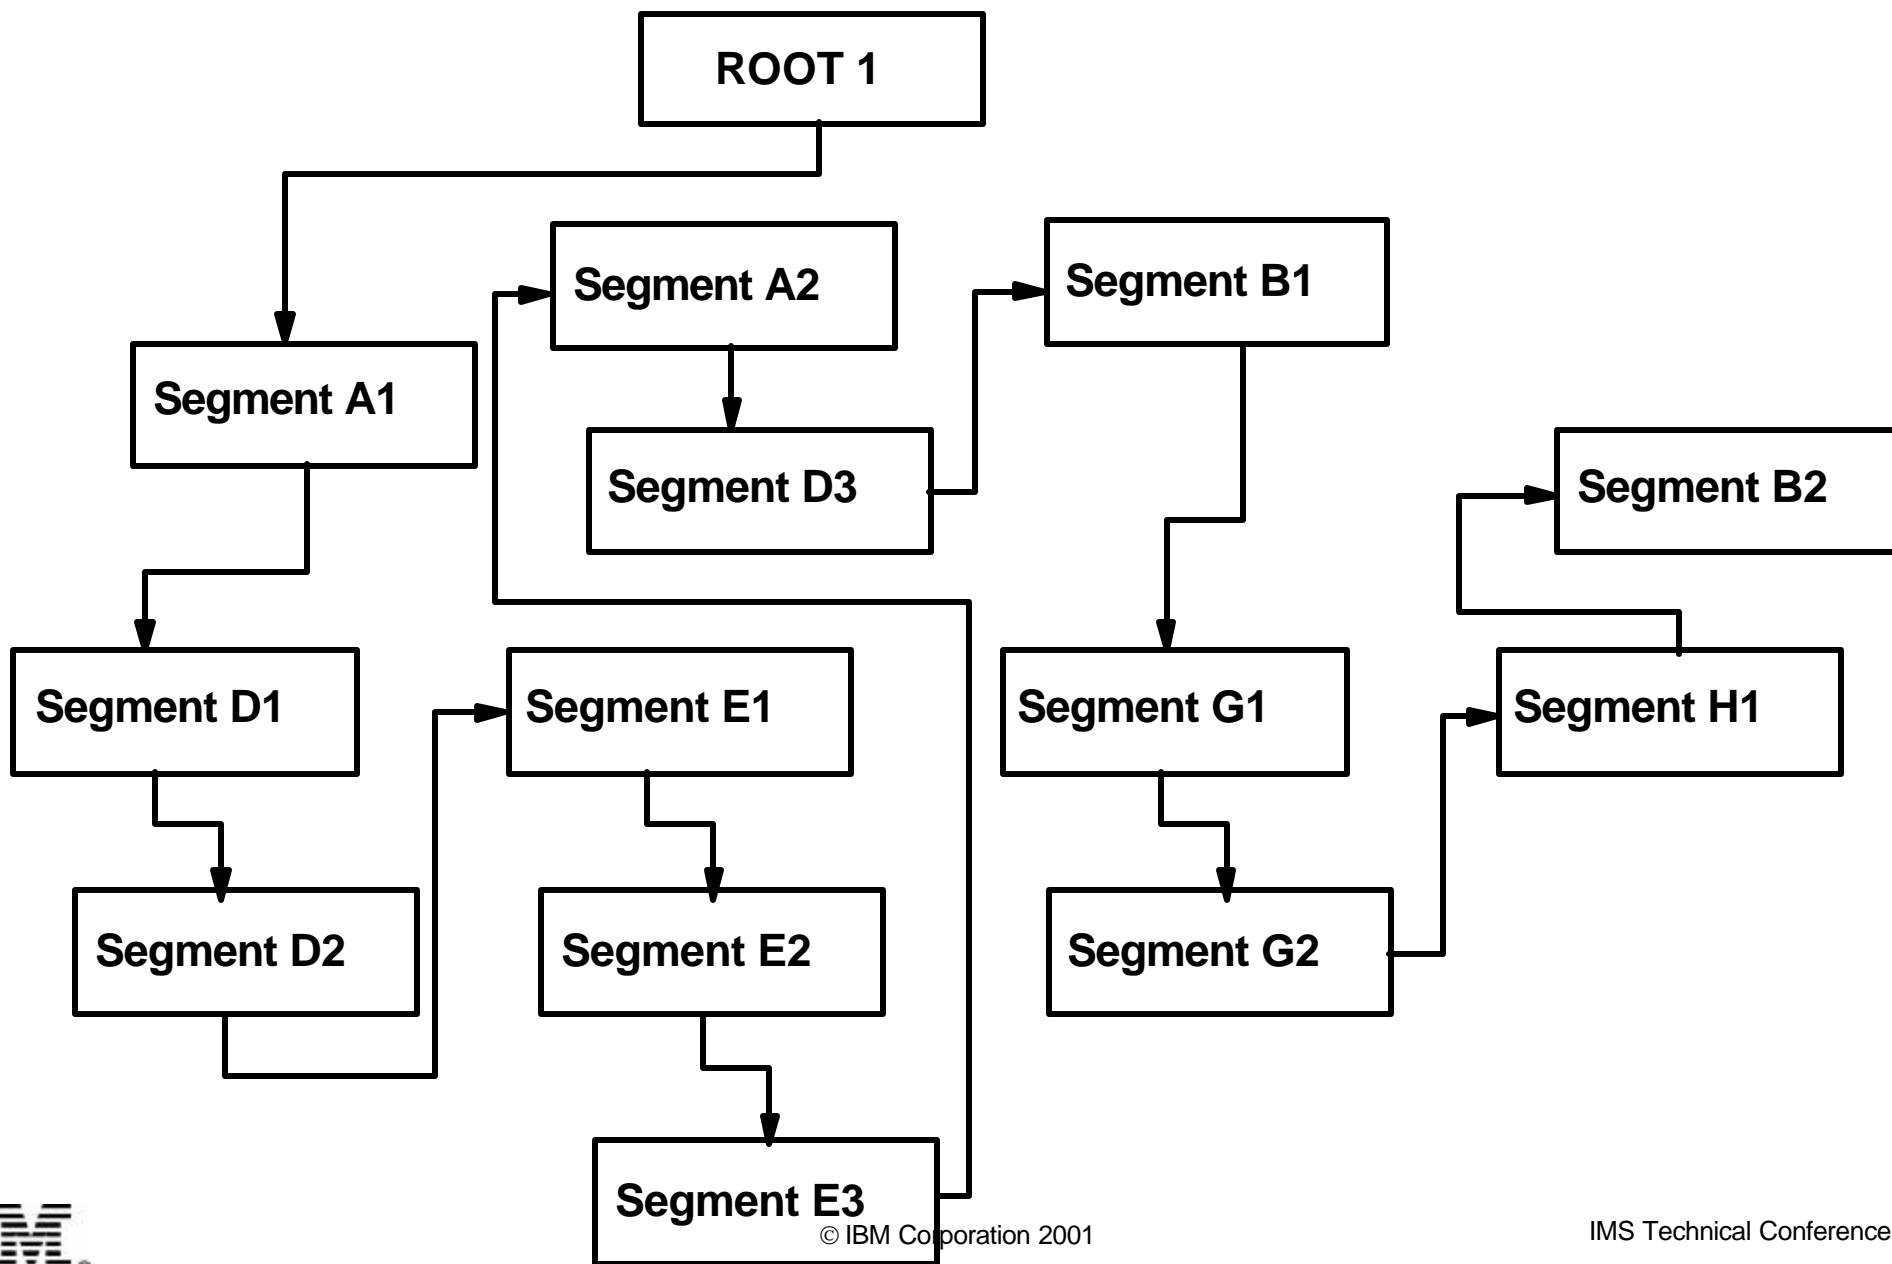 ROOT 1
Segment A2
Segment B1
Segment A1
Segment D3
Segment B2
Segment D1
Segment E1
Segment G1
Segment H1
Segment D2
Segment E2
Segment G2
Segment E3
© IBM Corporation 2001
IMS Technical Conference